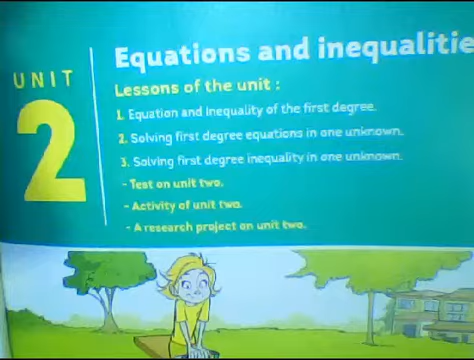 Equations and inequalitie
UNIT
2
Lessons of the unit :
1. Equation and inequality of the first degree.
2. Solving first degree equations in one unknown.
3. Solving first degree inequality in one unknown.
- Test on unit two.
- Activity of unit two.
- A research project on unit two.